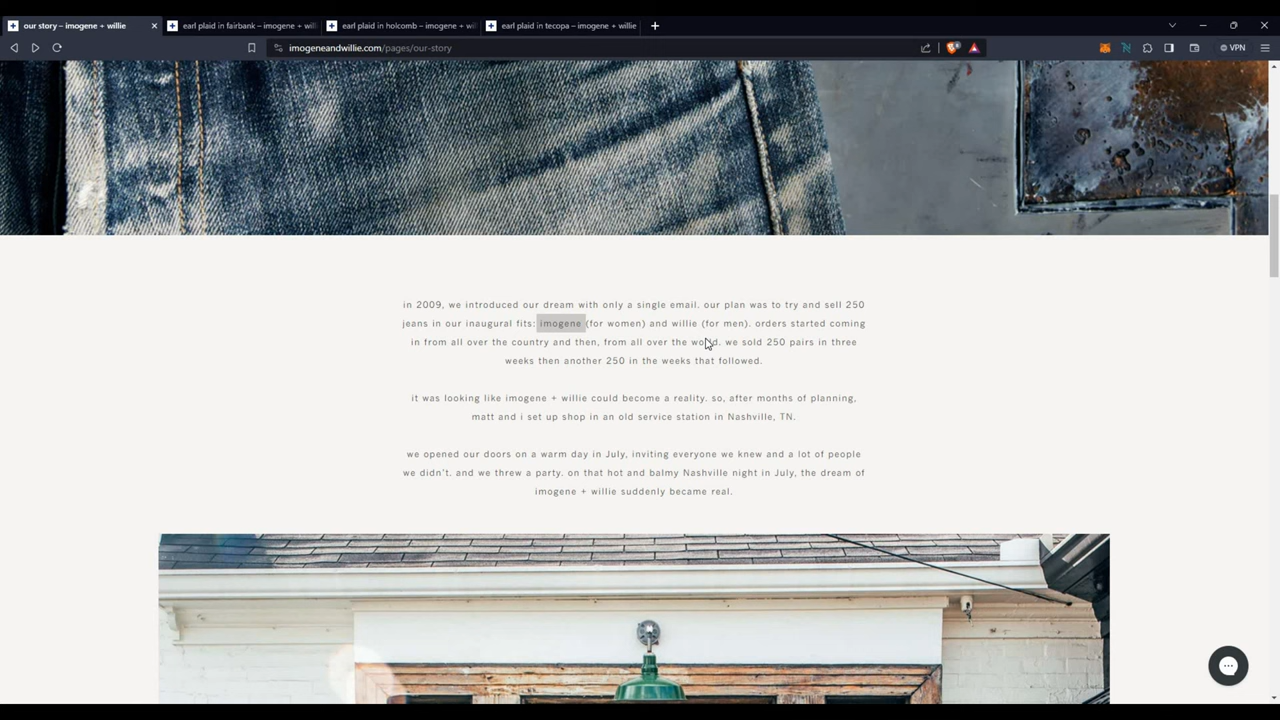 our story – imogene + willie
earl plaid in fairbank – imogene + wil
earl plaid in holcomb – imogene + wil
earl plaid in tecopa – imogene + willie
imogeneandwillie.com/pages/our-story
VPN
in 2009, we introduced our dream with only a single email. our plan was to try and sell 250
jeans in our inaugural fits: imogene (for women) and willie (for men). orders started coming
in from all over the country and then, from all over the world. we sold 250 pairs in three
weeks then another 250 in the weeks that followed.
it was looking like imogene + willie could become a reality. so, after months of planning,
matt and i set up shop in an old service station in Nashville, TN.
we opened our doors on a warm day in July, inviting everyone we knew and a lot of people
we didn't. and we threw a party. on that hot and balmy Nashville night in July, the dream of
imogene + willie suddenly became real.